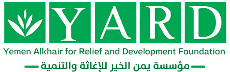 YARD
Yemen Alkhair for Relief and Development Foundation
مؤسسة يمن الخير للإغاثة والتنمية